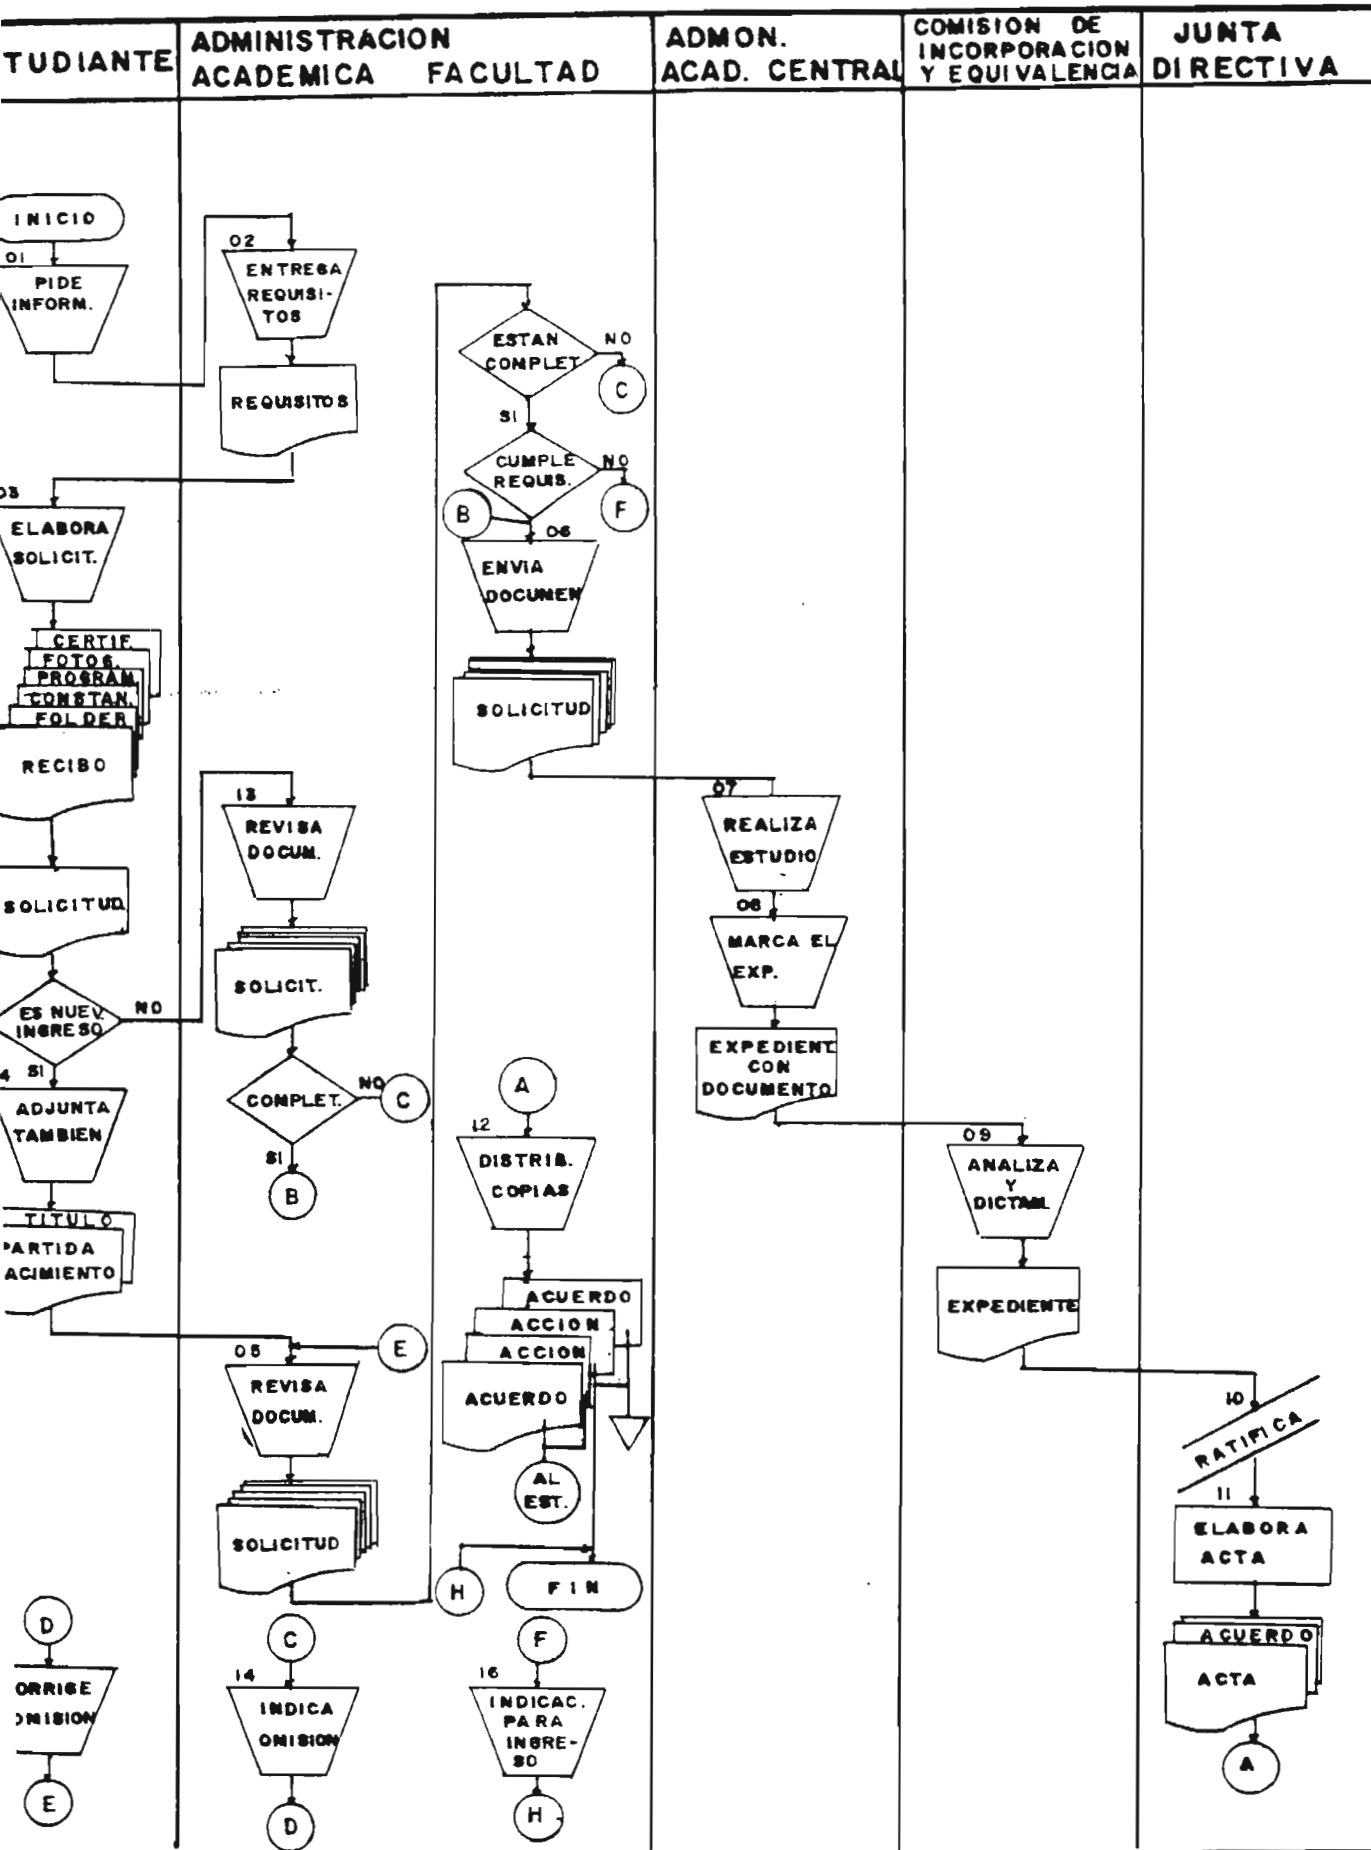 TUDIANTE
ADMINISTRACION
ACADEMICA FACULTAD
ADMON.
ACAD. CENTRAL
COMISION DE
INCORPORACION
Y EQUIVALENCIA
JUNTA
DIRECTIVA
INICIO
01
PIDE
INFORM.
02
ENTREGA
REQUISI-
TOS
REQUISITOS
03
ELABORA
SOLICIT.
CERTIF.
FOTOS.
PROGRAM
CONSTAN.
FOLDER
RECIBO
SOLICITUD
ES NUEV.
INGRESO
NO
SI
4
ADJUNTA
TAMBIEN
TITULO
PARTIDA
ACIMIENTO
D
ORRIGE
OMISION
E
13
REVISA
DOCUM.
SOLICIT.
COMPLET.
NO
C
SI
B
E
05
REVISA
DOCUM.
SOLICITUD
C
14
INDICA
OMISION
D
ESTAN
COMPLET
NO
C
SI
CUMPLE
REQUIS.
NO
F
B
06
ENVIA
DOCUMEN
SOLICITUD
A
12
DISTRIB.
COPIAS
ACUERDO
ACCION
ACCION
ACUERDO
AL
EST.
H
FIN
F
16
INDICAC.
PARA
INGRE-
SO
H
07
REALIZA
ESTUDIO
08
MARCA EL
EXP.
EXPEDIENT
CON
DOCUMENTO
09
ANALIZA
Y
DICTAM.
EXPEDIENTE
10
RATIFICA
11
ELABORA
ACTA
ACUERDO
ACTA
A